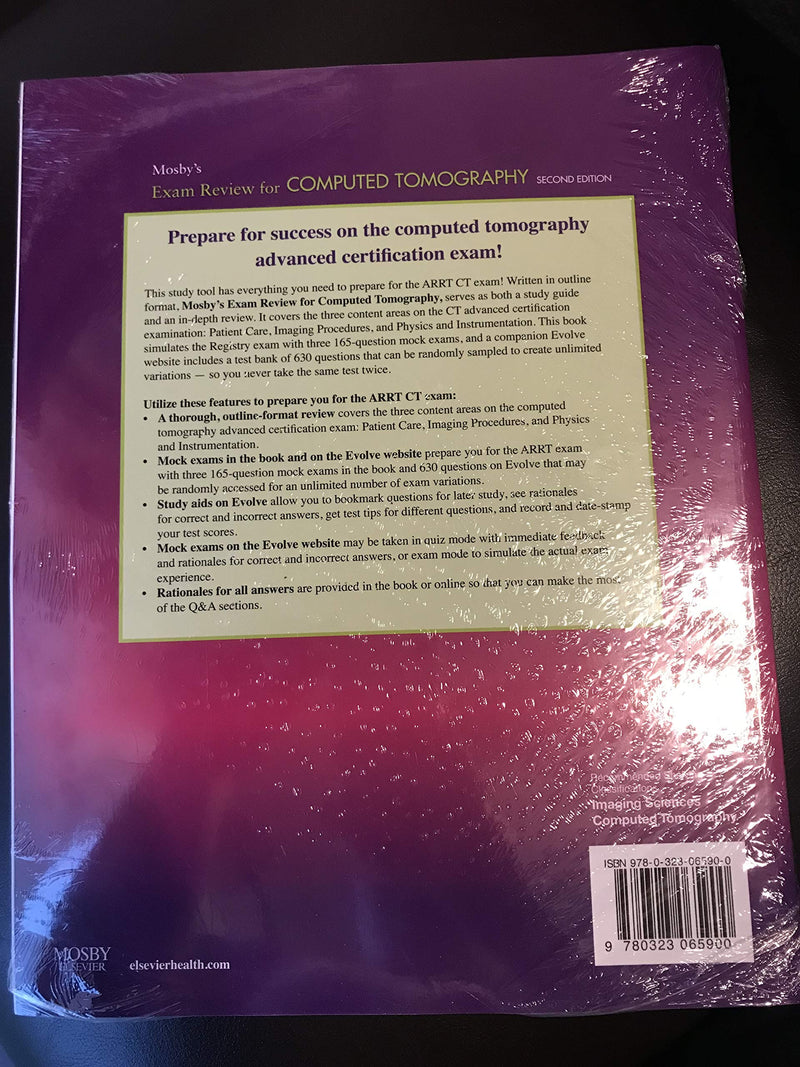 Mosby's
Exam Review for COMPUTED TOMOGRAPHY SECOND EDITION
Prepare for success on the computed tomography
advanced certification exam!
This study tool has everything you need to prepare for the ARRT CT exam! Written in outline
format, Mosby's Exam Review for Computed Tomography, serves as both a study guide
and an in-depth review. It covers the three content areas on the CT advanced certification
examination: Patient Care, Imaging Procedures, and Physics and Instrumentation. This book
simulates the Registry exam with three 165-question mock exams, and a companion Evolve
website includes a test bank of 630 questions that can be randomly sampled to create unlimited
variations — so you never take the same test twice.
Utilize these features to prepare you for the ARRT CT exam:
• A thorough, outline-format review covers the three content areas on the computed
tomography advanced certification exam: Patient Care, Imaging Procedures, and Physics
and Instrumentation.
• Mock exams in the book and on the Evolve website prepare you for the ARRT exam
with three 165-question mock exams in the book and 630 questions on Evolve that may
be randomly accessed for an unlimited number of exam variations.
• Study aids on Evolve allow you to bookmark questions for later study, see rationales
for correct and incorrect answers, get test tips for different questions, and record and date-stamp
your test scores.
• Mock exams on the Evolve website may be taken in quiz mode with immediate feedback
and rationales for correct and incorrect answers, or exam mode to simulate the actual exam
experience.
• Rationales for all answers are provided in the book or online so that you can make the most
of the Q&A sections.
Recommended
Classifications
Imaging Sciences
Computed Tomography
ISBN 978-0-323-06590-0
9 780323 065900
MOSBY
ELSEVIER
elsevierhealth.com